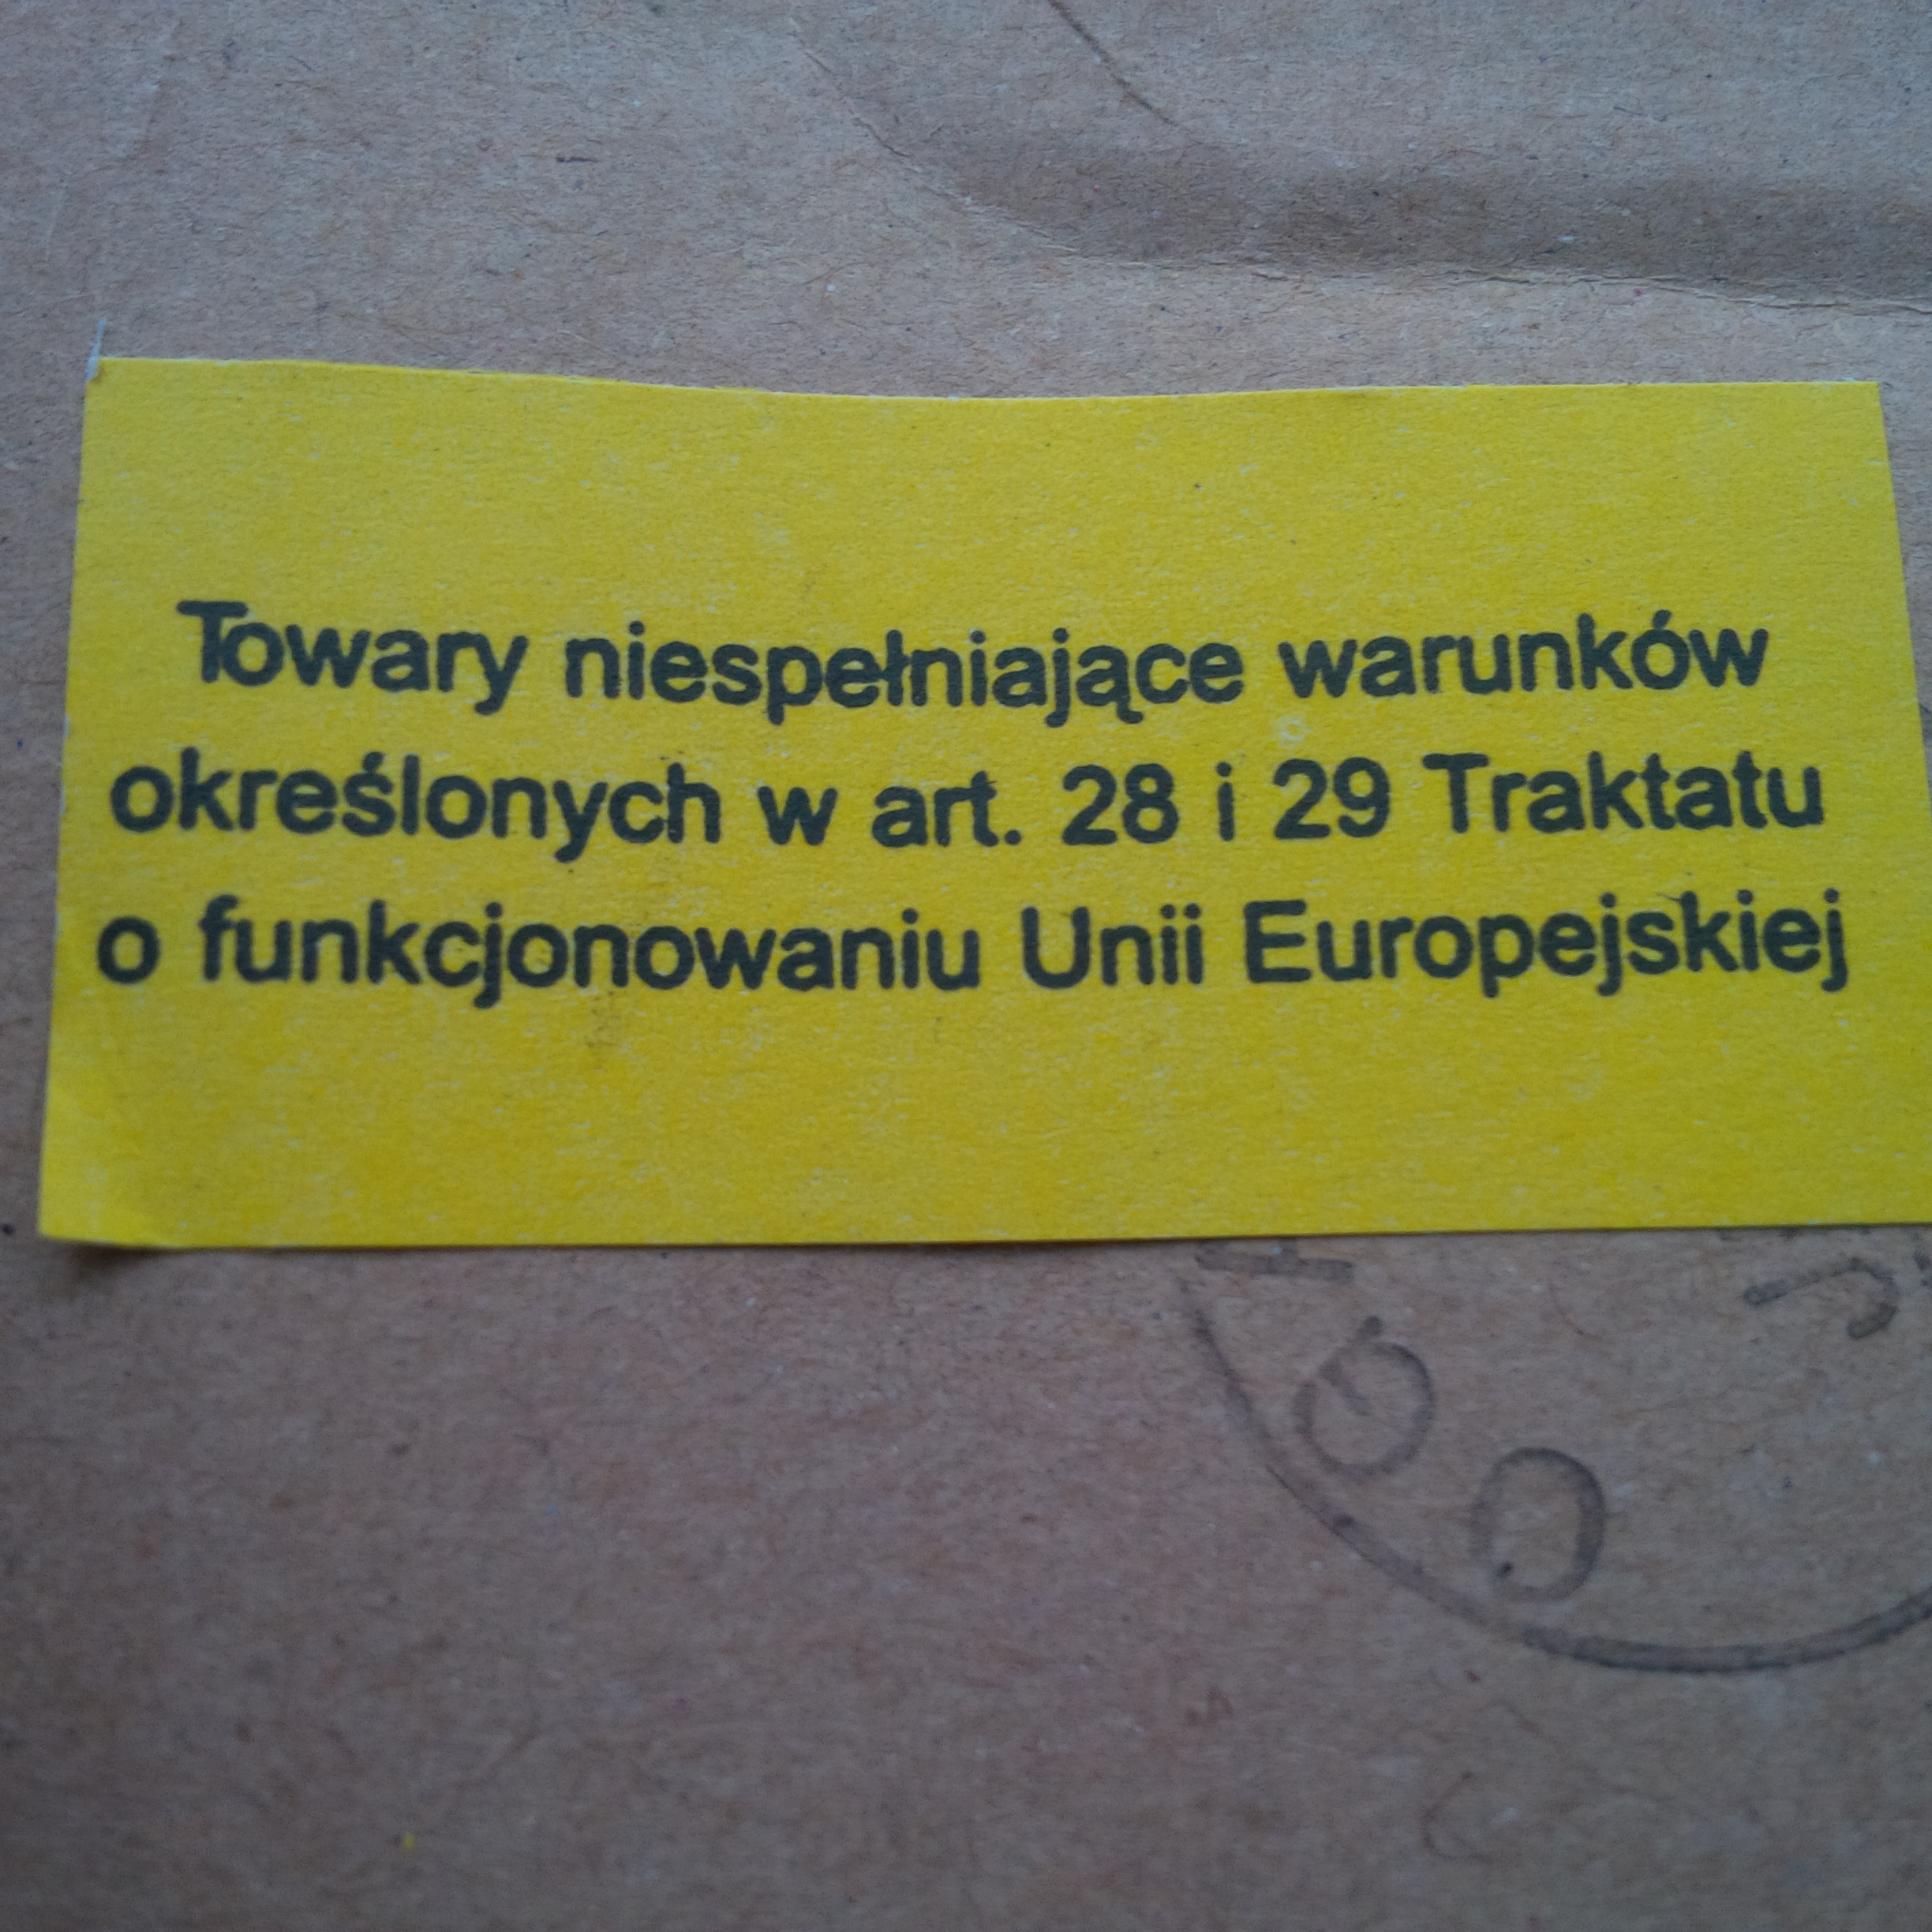 Towary niespełniające warunków
określonych w art. 28 i 29 Traktatu
o funkcjonowaniu Unii Europejskiej